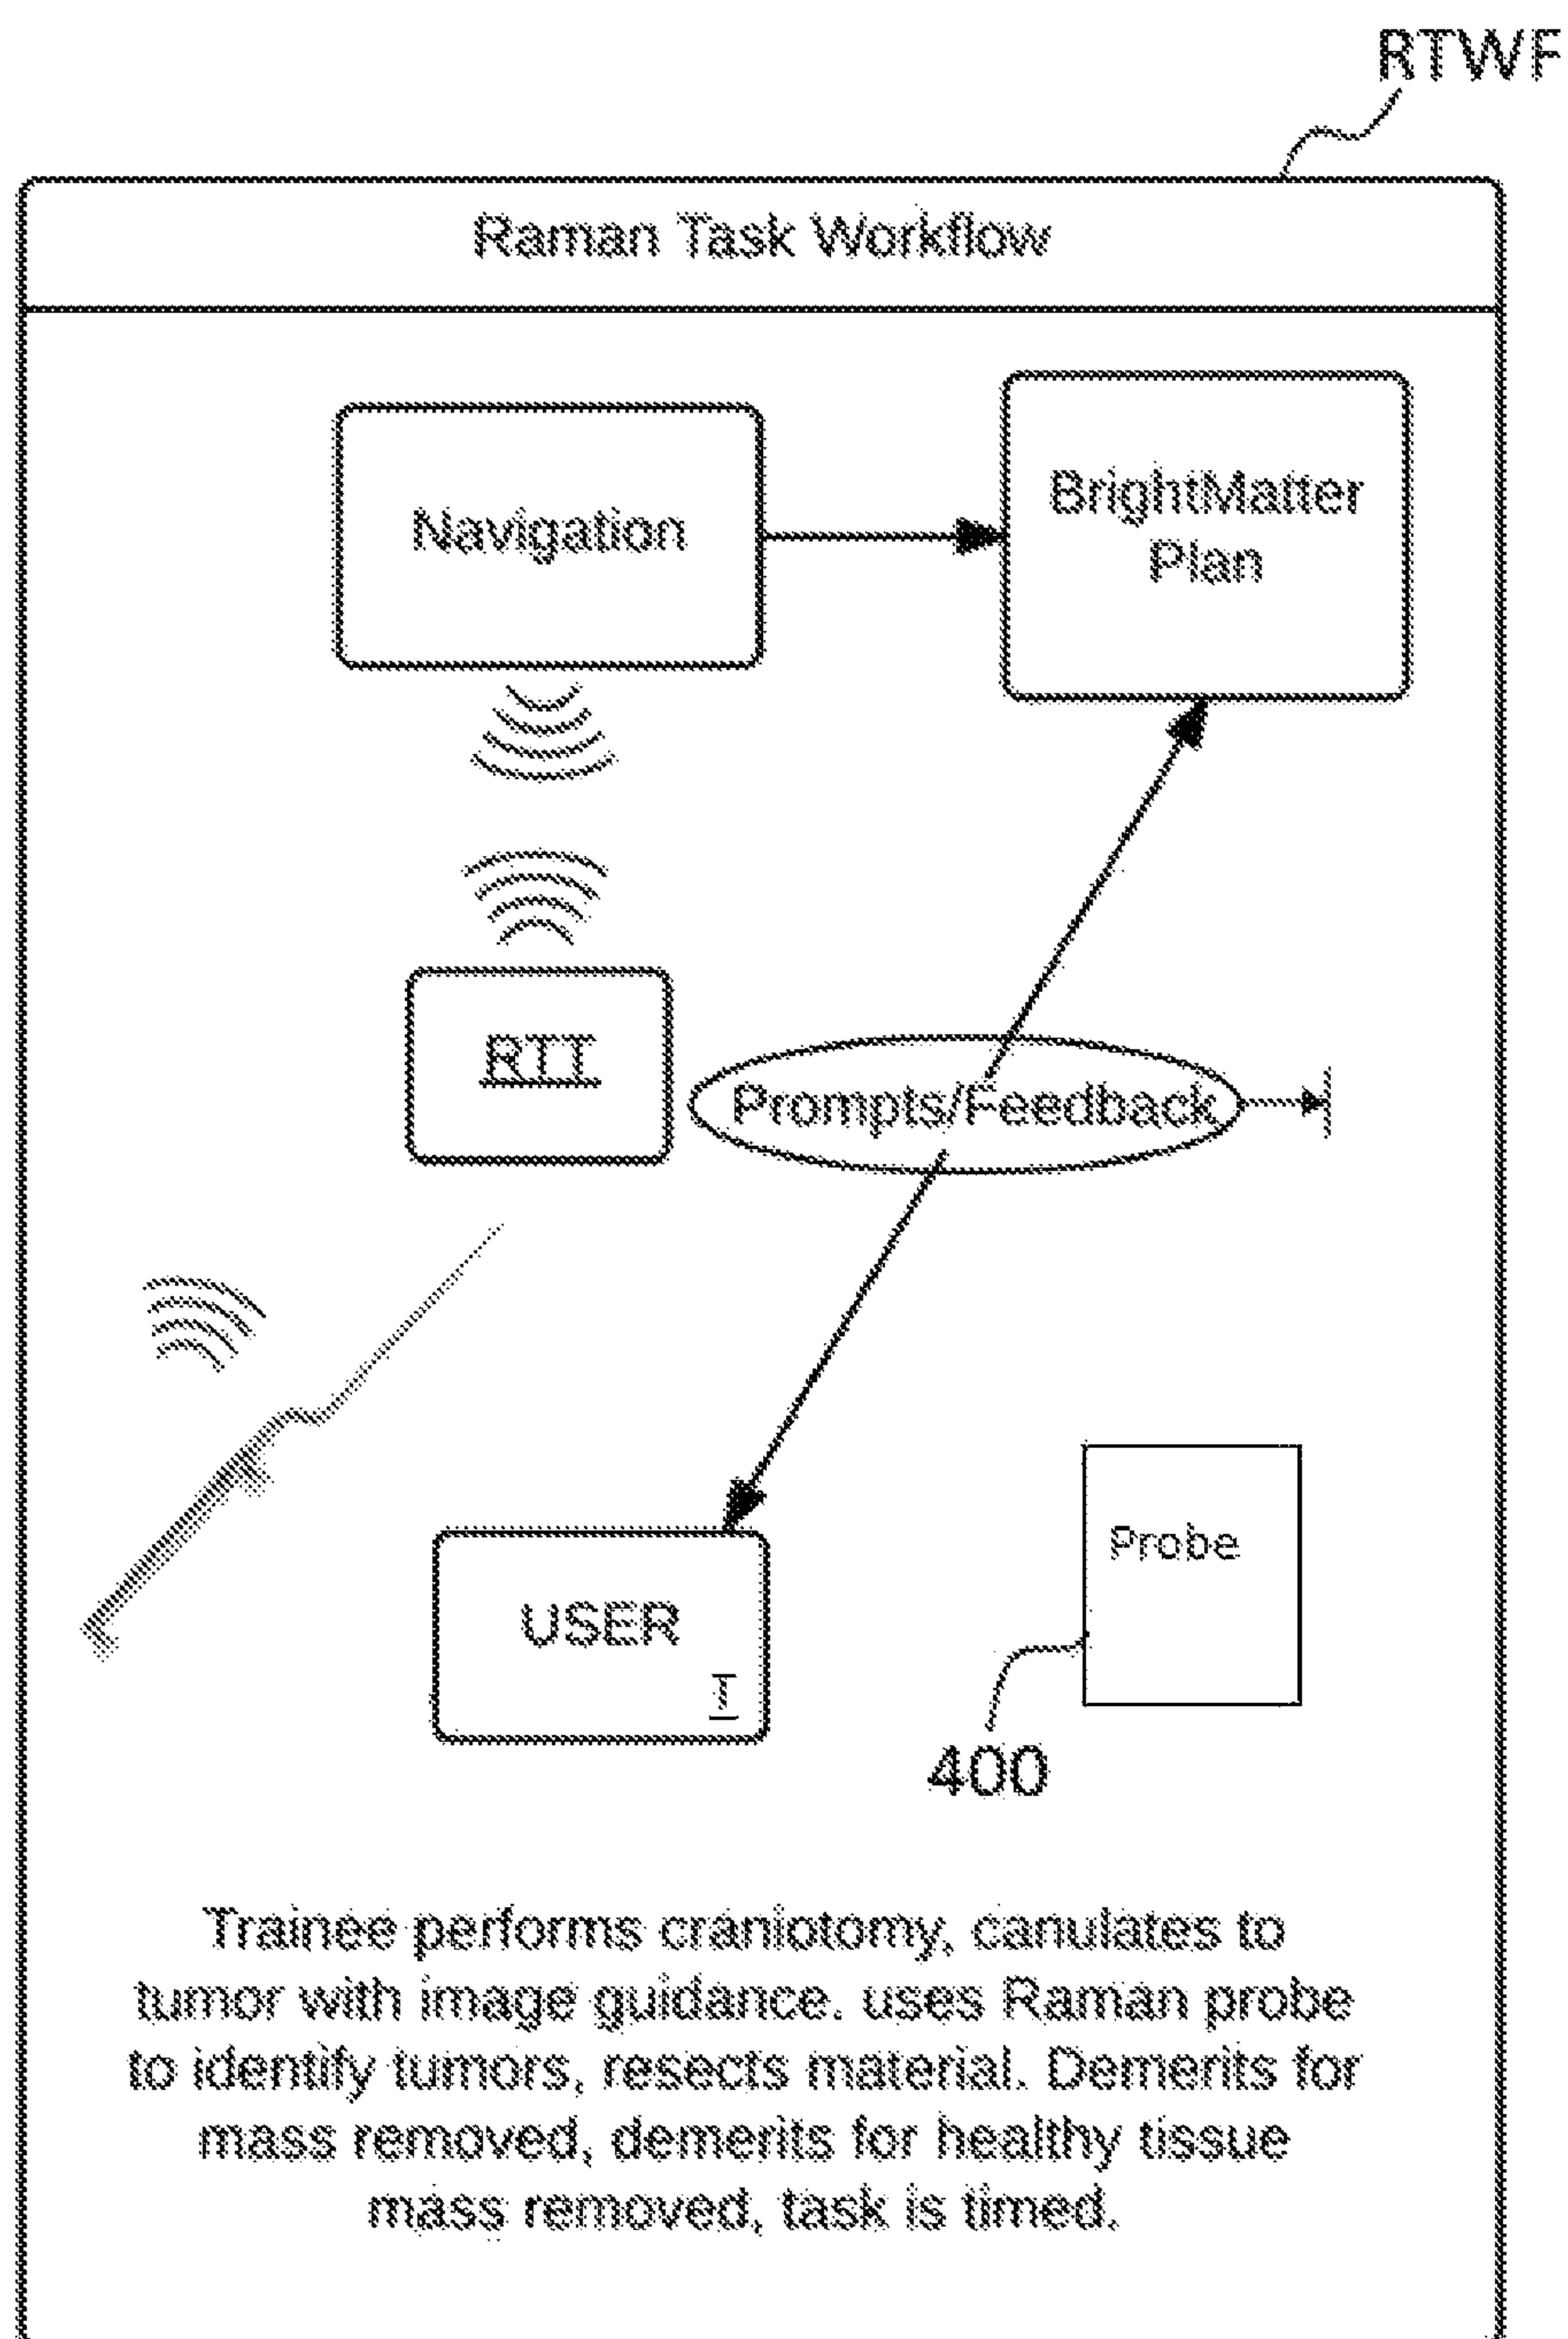 RTWF
Raman Task Workflow
Navigation
BrightMatter
Plan
RTT
Prompts/Feedback
USER
T
Probe
400
Trainee performs craniotomy, canulates to
tumor with image guidance. uses Raman probe
to identify tumors, resects material. Demerits for
mass removed, demerits for healthy tissue
mass removed, task is timed.